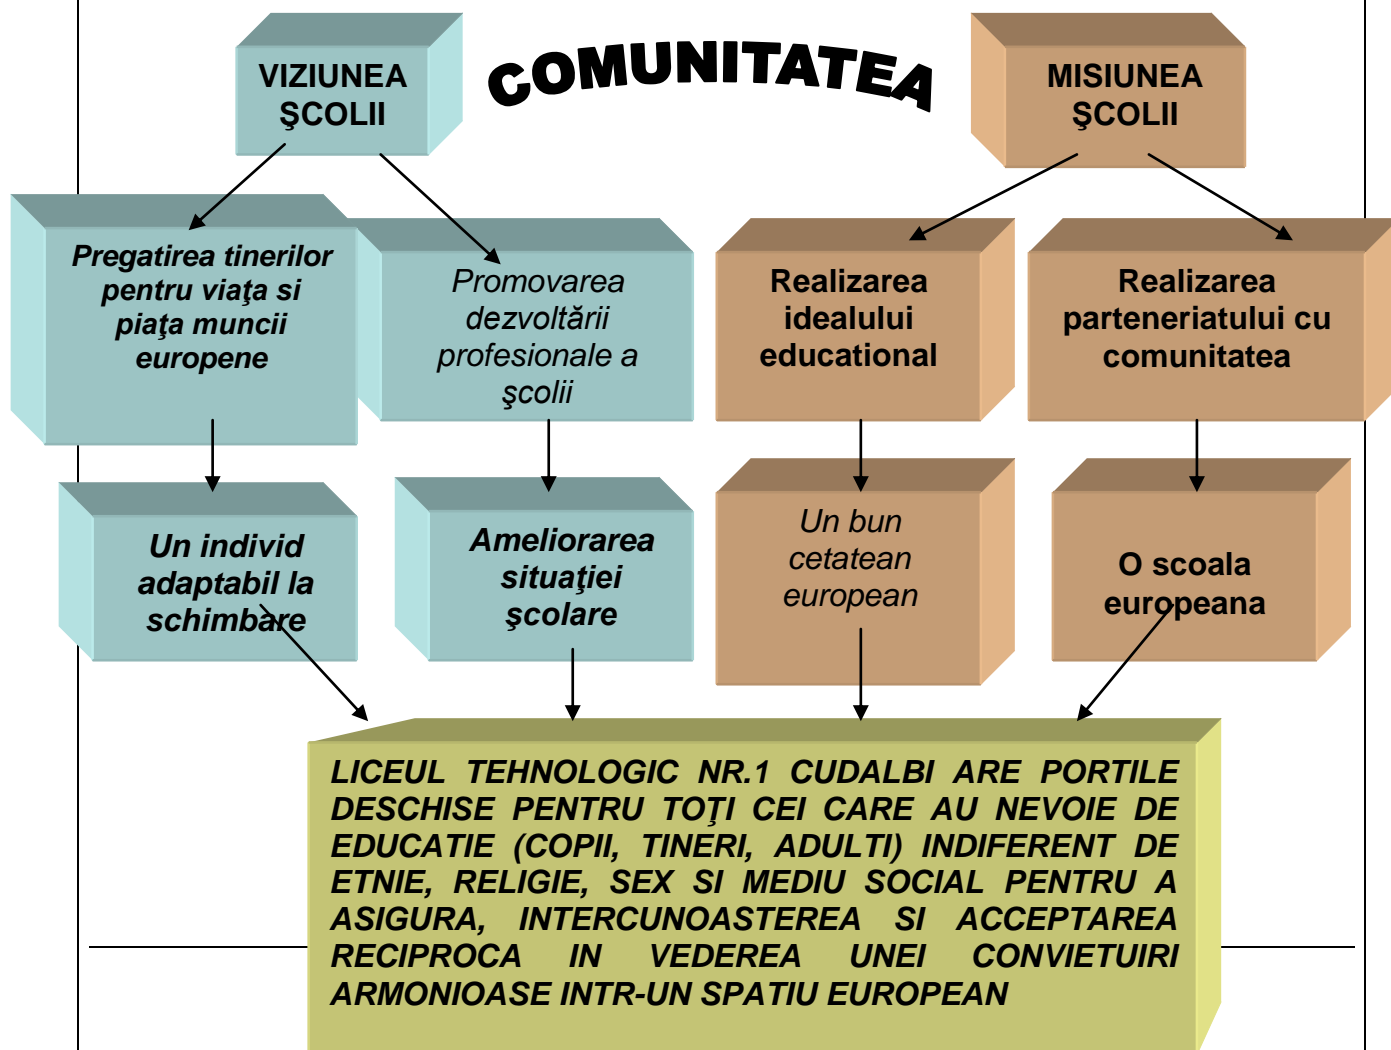 VIZIUNEA
ŞCOLII
COMUNITATEA
MISIUNEA
ŞCOLII
Pregatirea tinerilor
pentru viaţa si
piaţa muncii
europene
Promovarea
dezvoltării
profesionale a
şcolii
Realizarea
idealului
educational
Realizarea
parteneriatului cu
comunitatea
Un individ
adaptabil la
schimbare
Ameliorarea
situaţiei
şcolare
Un bun
cetatean
european
O scoala
europeana
LICEUL TEHNOLOGIC NR.1 CUDALBI ARE PORTILE
DESCHISE PENTRU TOŢI CEI CARE AU NEVOIE DE
EDUCATIE (COPII, TINERI, ADULTI) INDIFERENT DE
ETNIE, RELIGIE, SEX SI MEDIU SOCIAL PENTRU A
ASIGURA, INTERCUNOASTEREA SI ACCEPTAREA
RECIPROCA IN VEDEREA UNEI CONVIETUIRI
ARMONIOASE INTR-UN SPATIU EUROPEAN